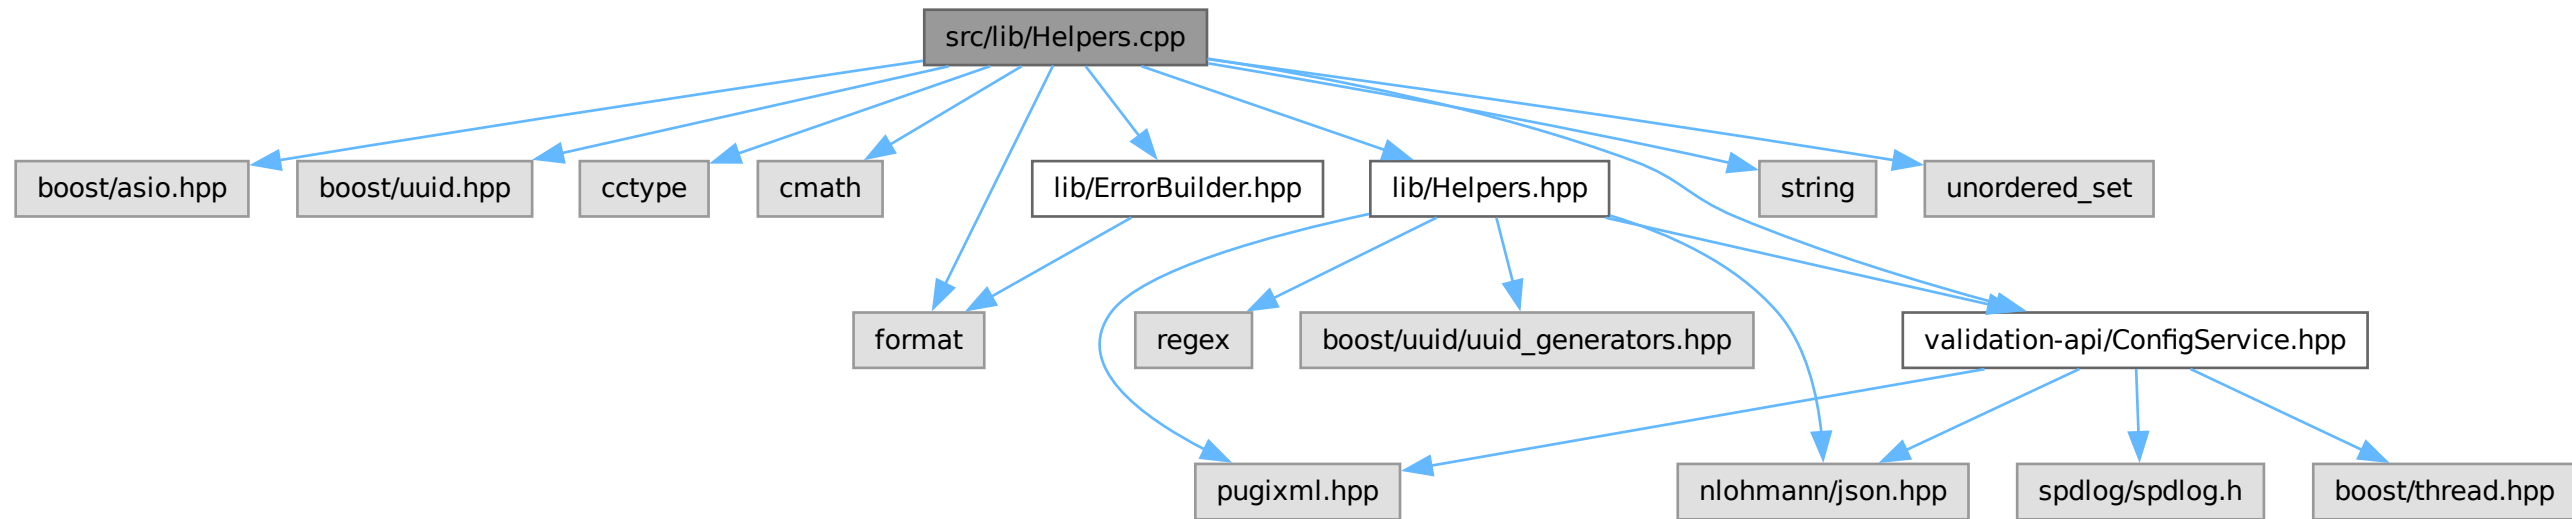 src/lib/Helpers.cpp
boost/asio.hpp
boost/uuid.hpp
cctype
cmath
lib/ErrorBuilder.hpp
lib/Helpers.hpp
string
unordered_set
format
regex
boost/uuid/uuid_generators.hpp
validation-api/ConfigService.hpp
pugixml.hpp
nlohmann/json.hpp
spdlog/spdlog.h
boost/thread.hpp